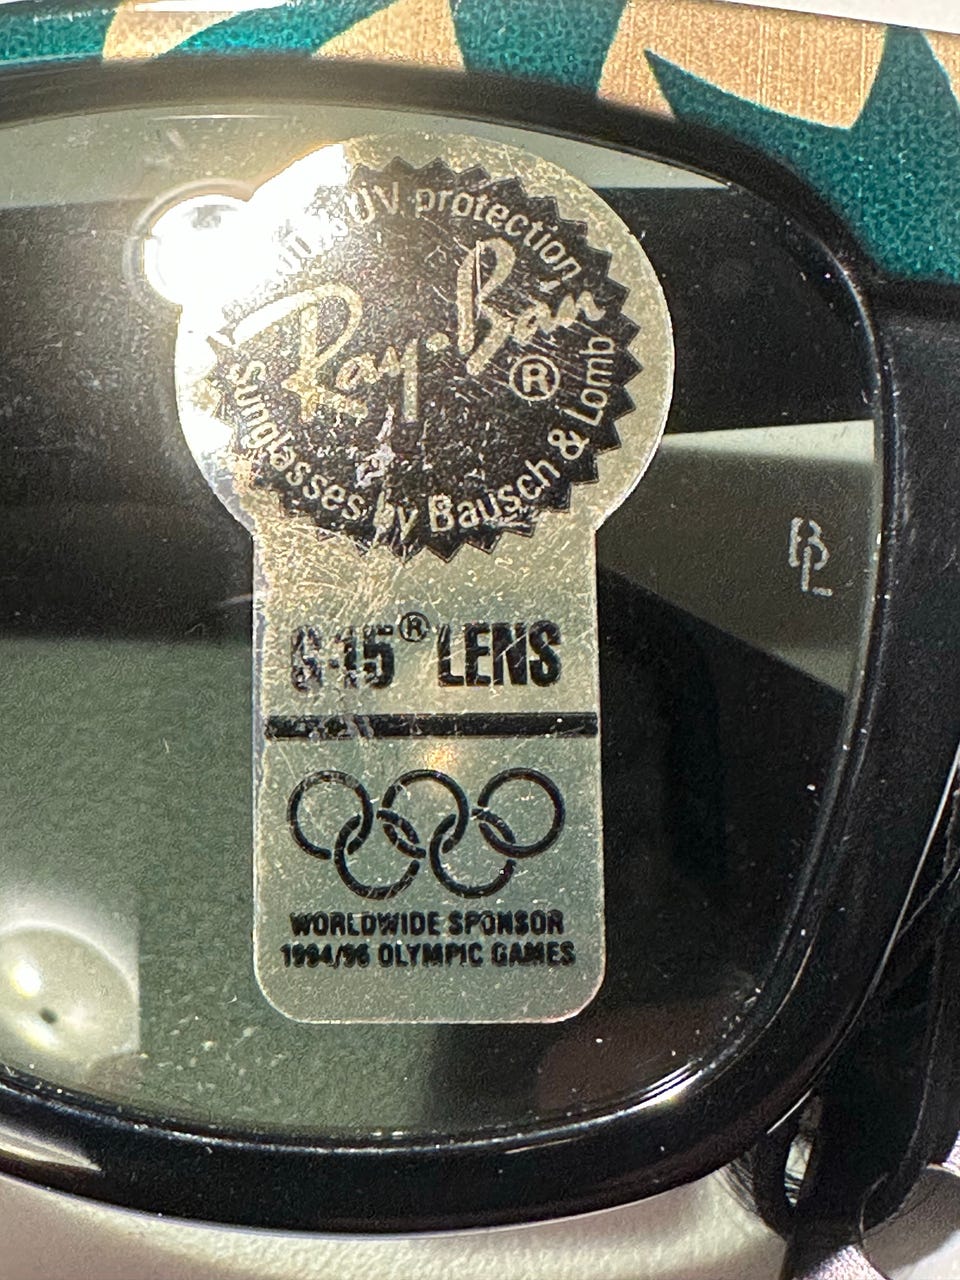 UV protection
Ray-Ban®
Sunglasses by Bausch & Lomb
G-15® LENS
WORLDWIDE SPONSOR
1994/96 OLYMPIC GAMES
BL